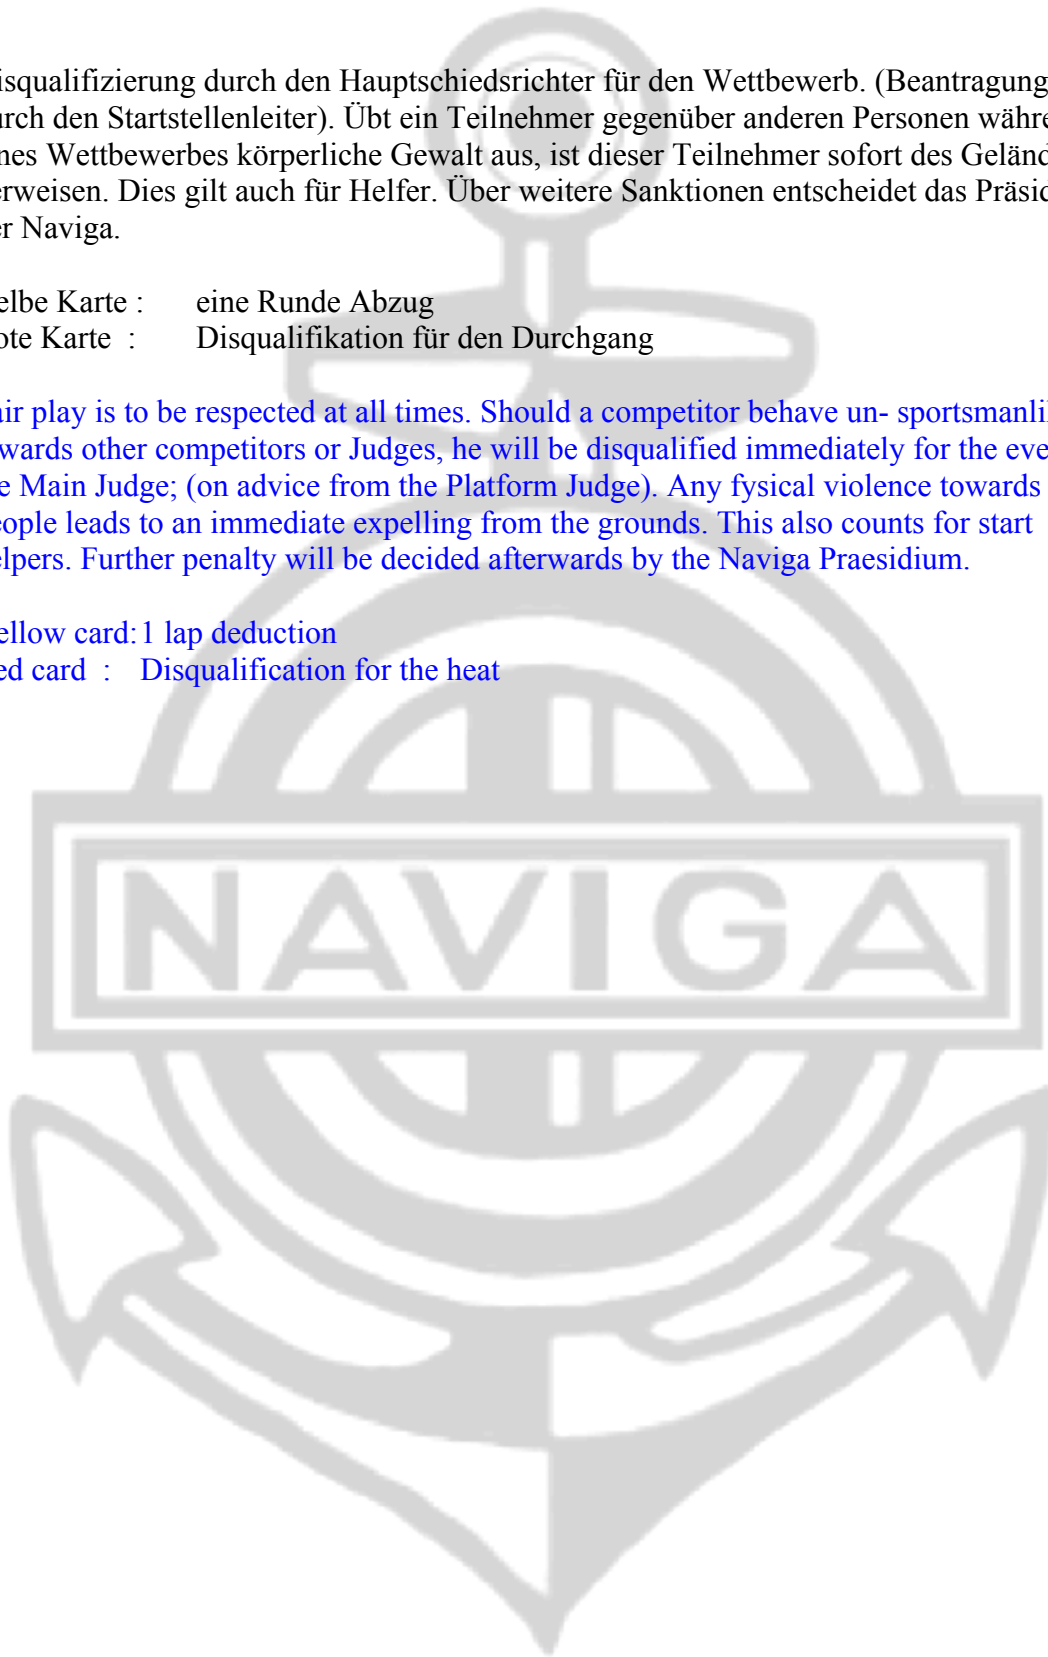 isqualifizierung durch den Hauptschiedsrichter für den Wettbewerb. (Beantragung
urch den Startstellenleiter). Übt ein Teilnehmer gegenüber anderen Personen währe
nes Wettbewerbes körperliche Gewalt aus, ist dieser Teilnehmer sofort des Geländ
erweisen. Dies gilt auch für Helfer. Über weitere Sanktionen entscheidet das Präsid
er Naviga.
elbe Karte : eine Runde Abzug
ote Karte : Disqualifikation für den Durchgang
air play is to be respected at all times. Should a competitor behave un- sportsmanli
wards other competitors or Judges, he will be disqualified immediately for the eve
e Main Judge; (on advice from the Platform Judge). Any fysical violence towards
eople leads to an immediate expelling from the grounds. This also counts for start
elpers. Further penalty will be decided afterwards by the Naviga Praesidium.
ellow card: 1 lap deduction
ed card : Disqualification for the heat
NAVIGA